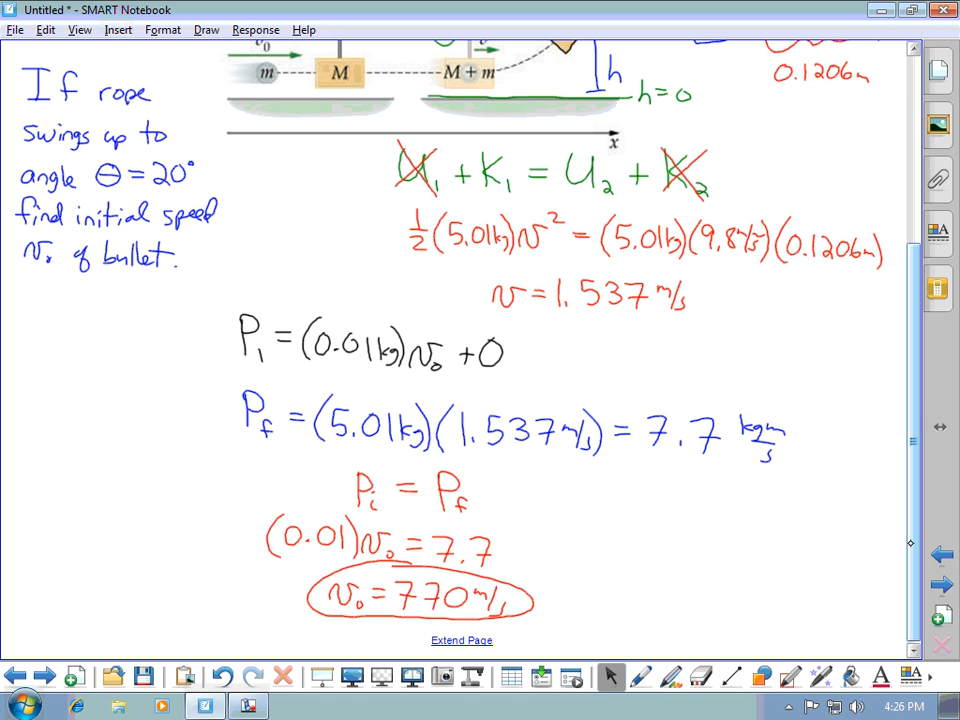 Untitled * - SMART Notebook
File Edit View Insert Format Draw Response Help
If rope
swings up to
angle Θ = 20°
find initial speed
v₀ of bullet.
v₀
m
M
M + m
h
h = 0
x
0.1206m
U₁ + K₁ = U₂ + K₂
½(5.01kg)v² = (5.01kg)(9.8m/s²)(0.1206m)
v = 1.537 m/s
P₁ = (0.01kg)v₀ + 0
P_f = (5.01kg)(1.537m/s) = 7.7 kgm/s
P_i = P_f
(0.01)v₀ = 7.7
v₀ = 770 m/s
Extend Page
A
4:26 PM